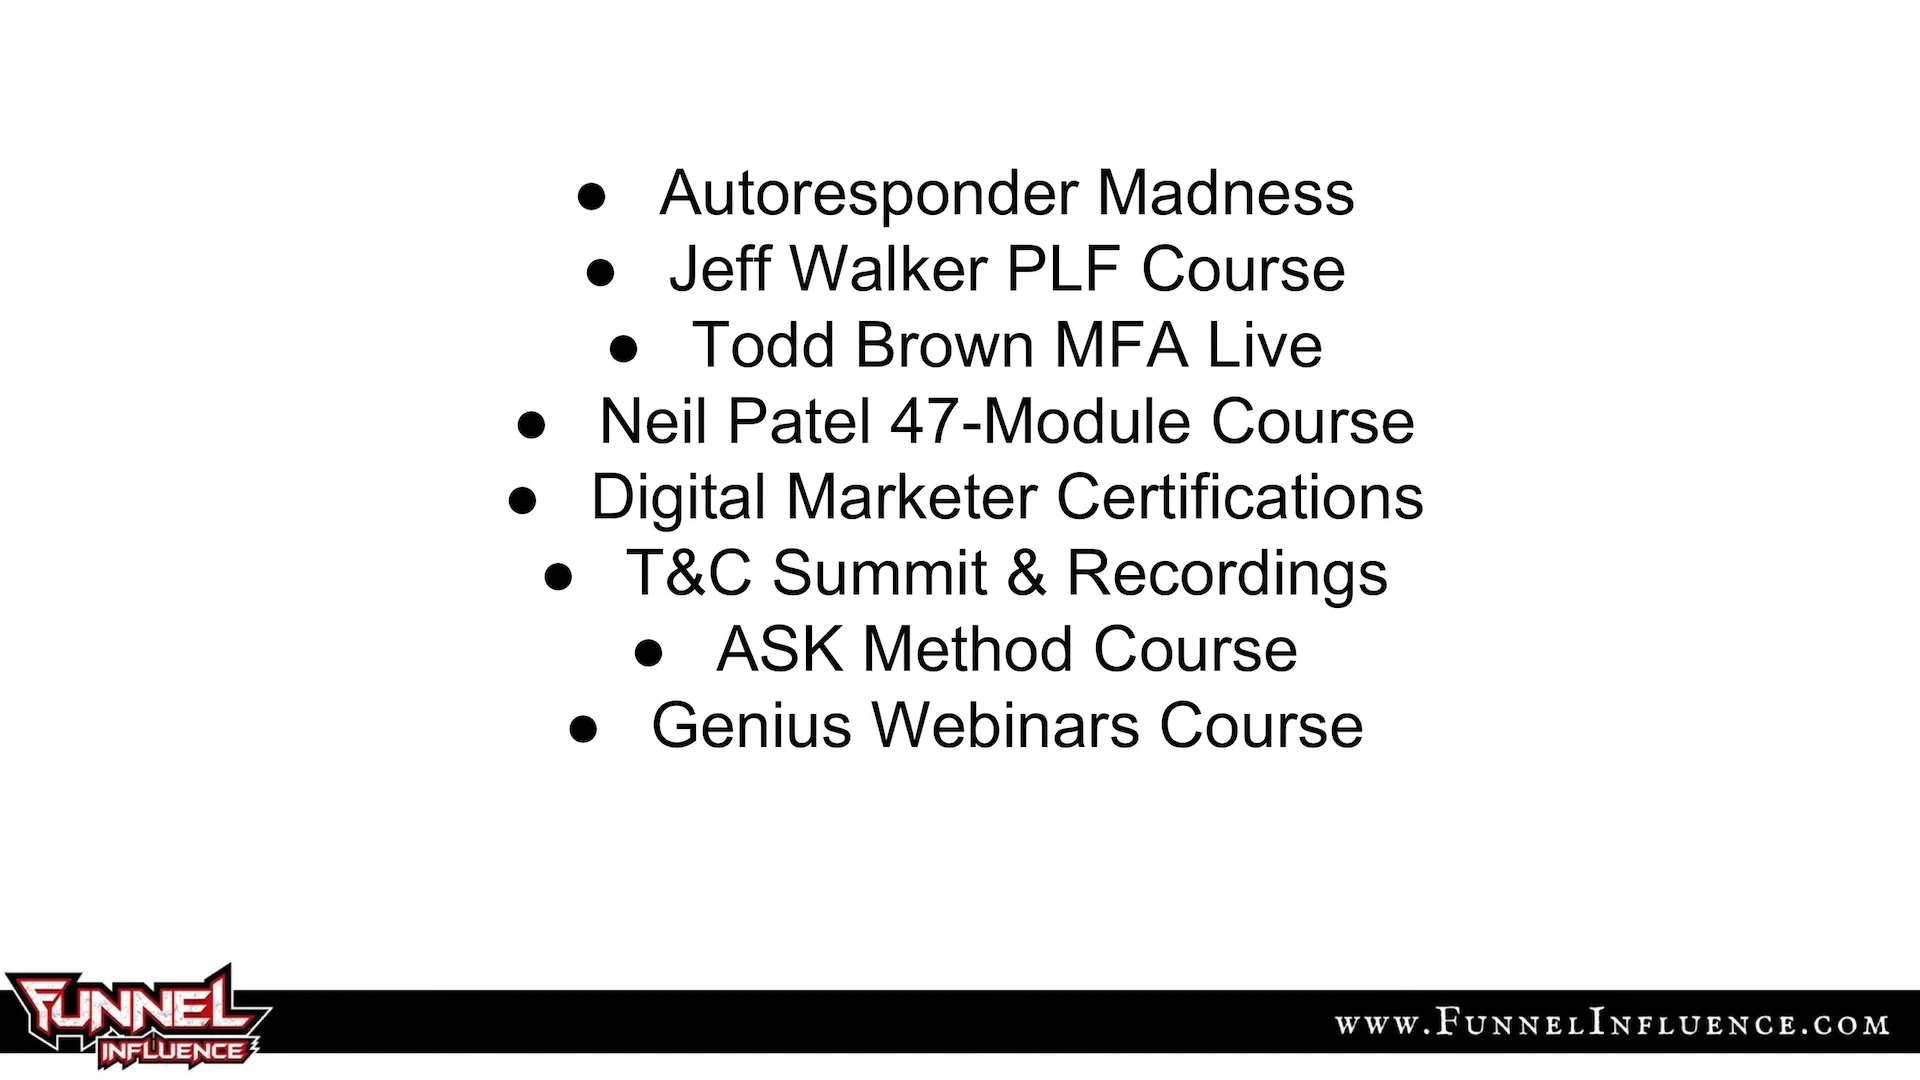 ● Autoresponder Madness
● Jeff Walker PLF Course
● Todd Brown MFA Live
● Neil Patel 47-Module Course
● Digital Marketer Certifications
● T&C Summit & Recordings
● ASK Method Course
● Genius Webinars Course
FUNNEL
INFLUENCE
www.FunnelInfluence.com